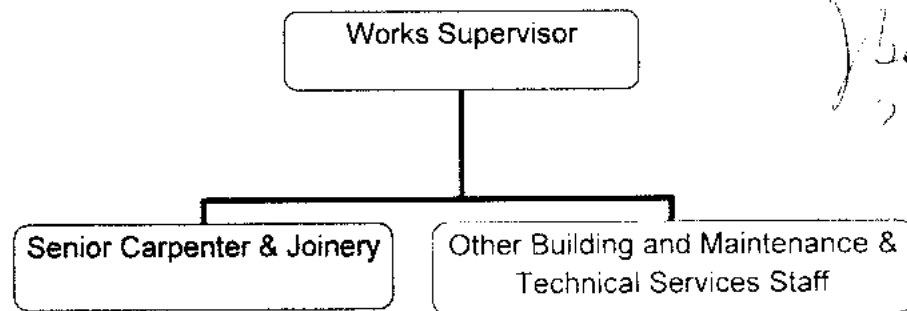 Works Supervisor
Senior Carpenter & Joinery
Other Building and Maintenance &
Technical Services Staff